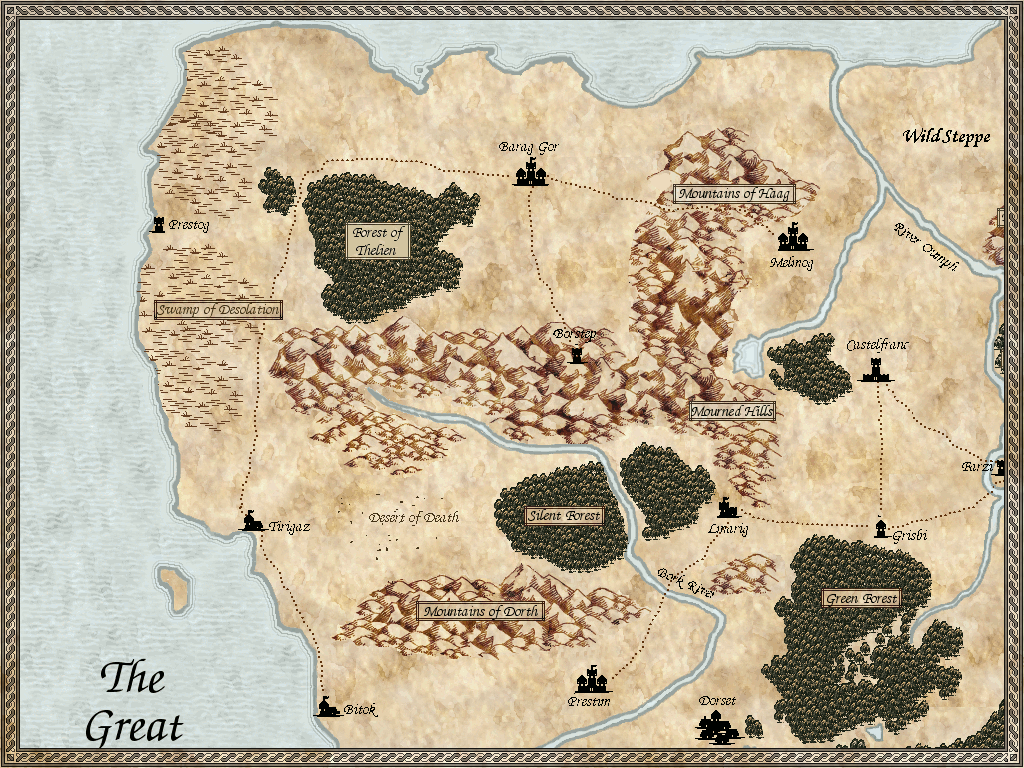 Wild Steppe
Barag Gor
Mountains of Haag
Prestog
Forest of
Thelien
River Oumph
Melinog
Swamp of Desolation
Borstep
Castelfranc
Mourned Hills
Barzi
Silent Forest
Desert of Death
Tirigaz
Linarig
Grisbi
Dark River
Green Forest
Mountains of Dorth
The
Great
Bitok
Prestun
Dorset